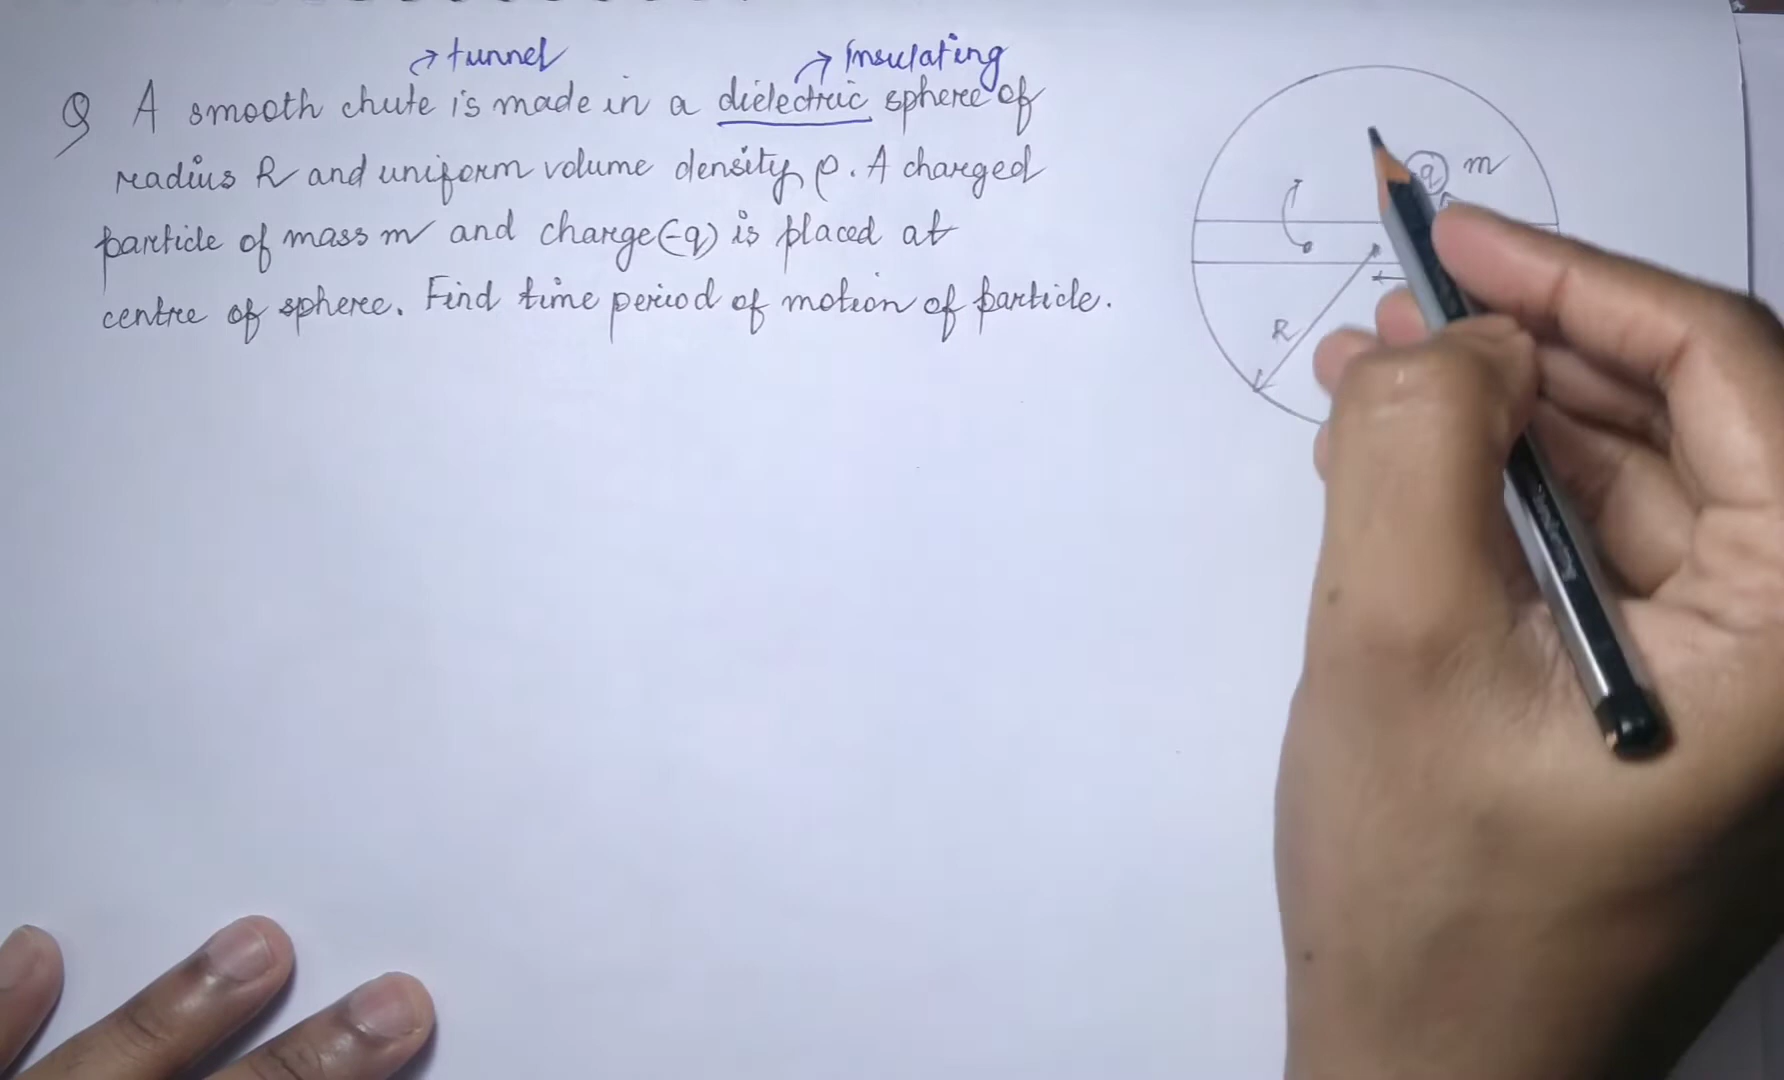 → tunnel → Insulating
Q A smooth chute is made in a dielectric sphere of
radius R and uniform volume density ρ. A charged
particle of mass m and charge (-q) is placed at
centre of sphere. Find time period of motion of particle.
q m
R